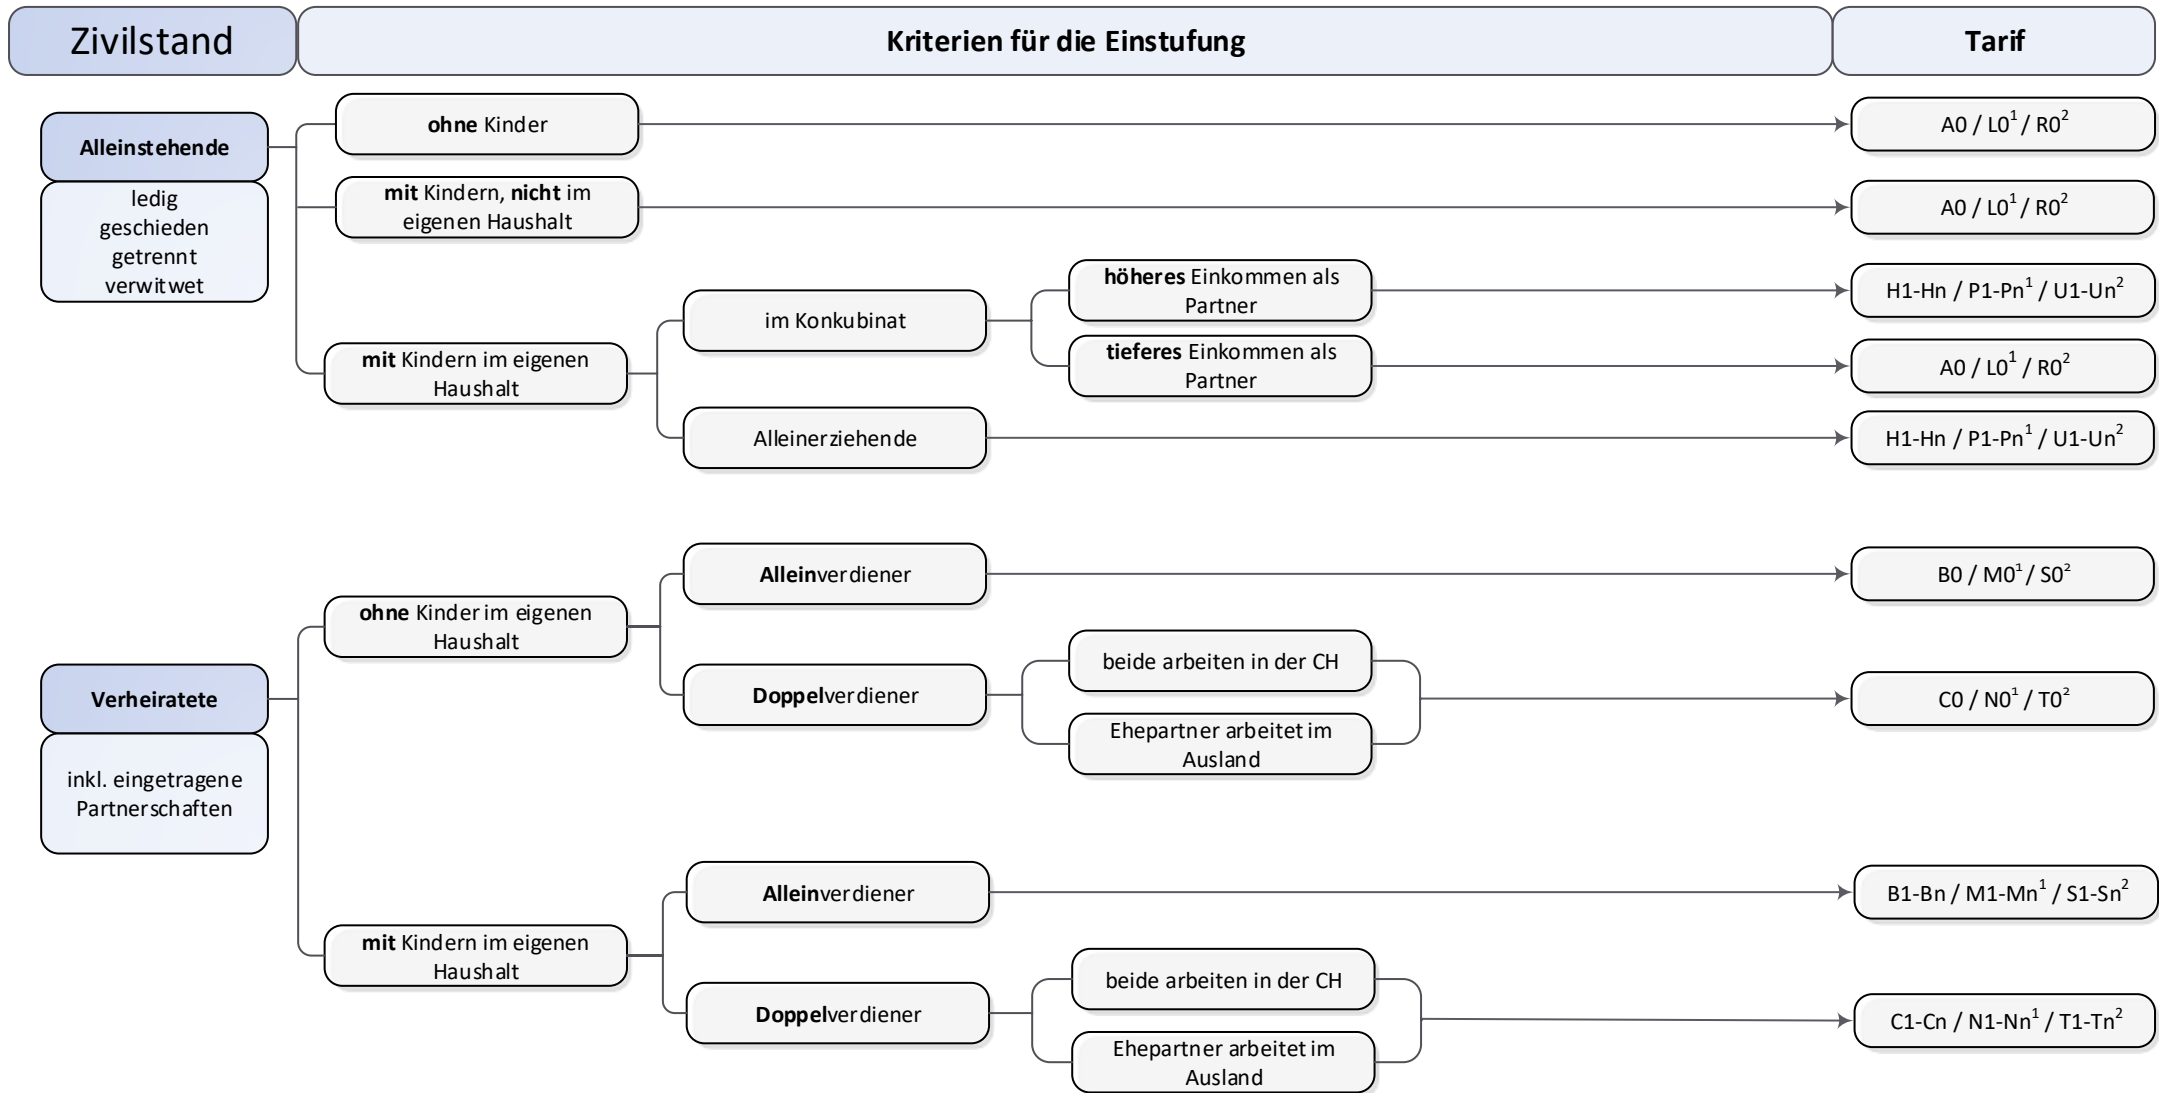 Zivilstand
Kriterien für die Einstufung
Tarif
Alleinstehende
ledig
geschieden
getrennt
verwitwet
ohne Kinder
A0 / L0¹ / R0²
mit Kindern, nicht im
eigenen Haushalt
A0 / L0¹ / R0²
mit Kindern im eigenen
Haushalt
im Konkubinat
höheres Einkommen als
Partner
H1-Hn / P1-Pn¹ / U1-Un²
tieferes Einkommen als
Partner
A0 / L0¹ / R0²
Alleinerziehende
H1-Hn / P1-Pn¹ / U1-Un²
Verheiratete
inkl. eingetragene
Partnerschaften
ohne Kinder im eigenen
Haushalt
Alleinverdiener
B0 / M0¹ / S0²
Doppelverdiener
beide arbeiten in der CH
Ehepartner arbeitet im
Ausland
C0 / N0¹ / T0²
mit Kindern im eigenen
Haushalt
Alleinverdiener
B1-Bn / M1-Mn¹ / S1-Sn²
Doppelverdiener
beide arbeiten in der CH
Ehepartner arbeitet im
Ausland
C1-Cn / N1-Nn¹ / T1-Tn²